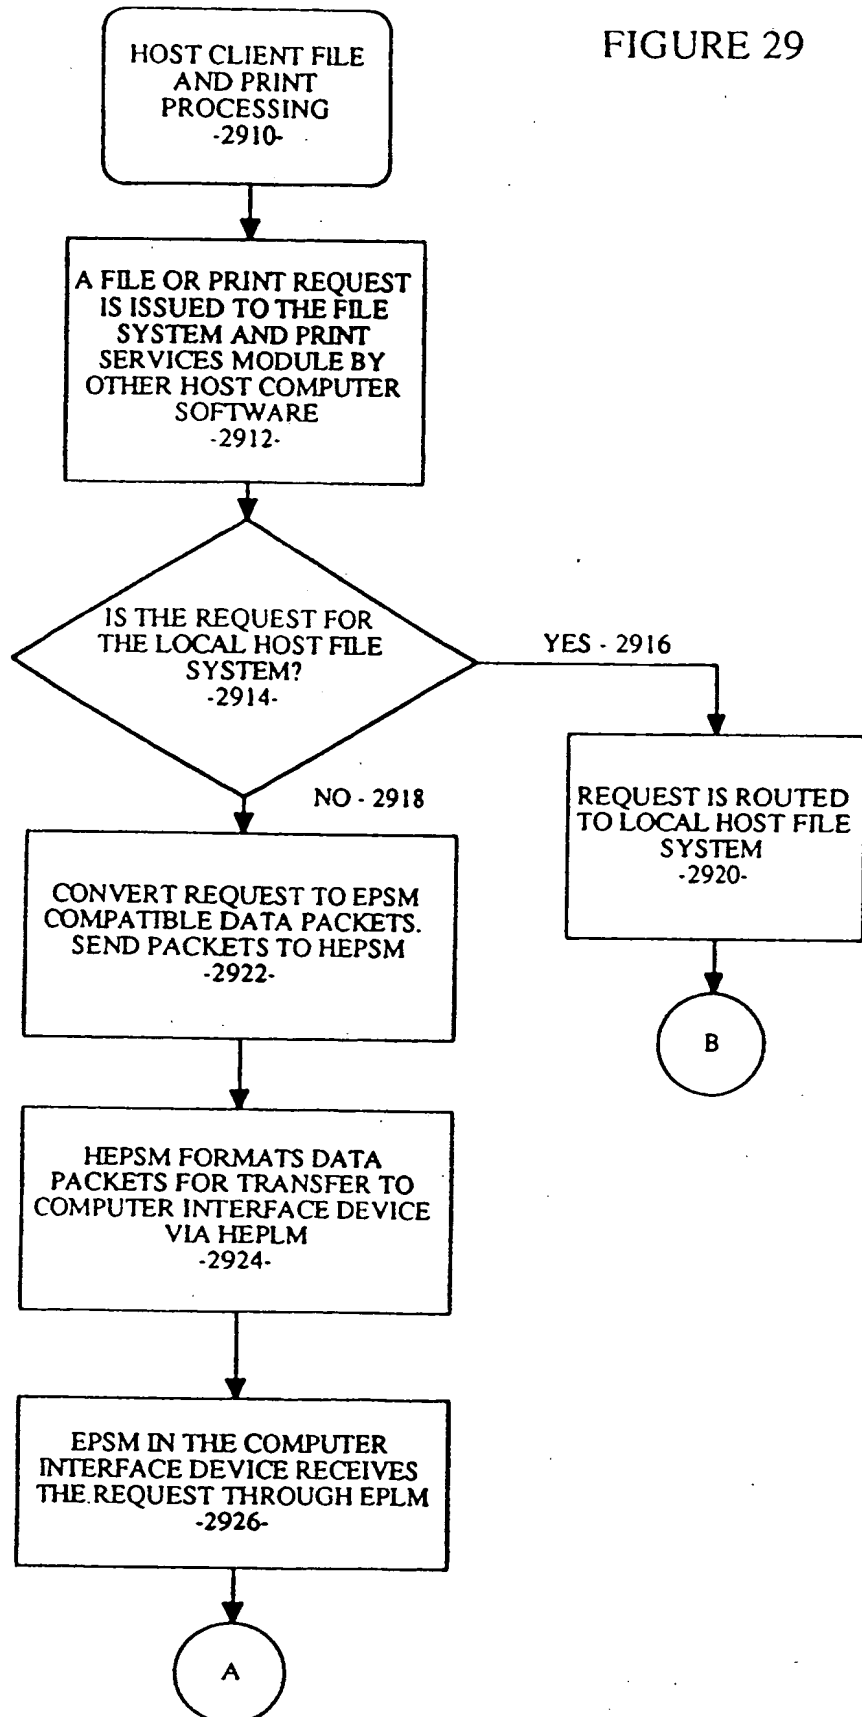 FIGURE 29
HOST CLIENT FILE
AND PRINT
PROCESSING
-2910-
A FILE OR PRINT REQUEST
IS ISSUED TO THE FILE
SYSTEM AND PRINT
SERVICES MODULE BY
OTHER HOST COMPUTER
SOFTWARE
-2912-
IS THE REQUEST FOR
THE LOCAL HOST FILE
SYSTEM?
-2914-
YES - 2916
NO - 2918
REQUEST IS ROUTED
TO LOCAL HOST FILE
SYSTEM
-2920-
B
CONVERT REQUEST TO EPSM
COMPATIBLE DATA PACKETS.
SEND PACKETS TO HEPSM
-2922-
HEPSM FORMATS DATA
PACKETS FOR TRANSFER TO
COMPUTER INTERFACE DEVICE
VIA HEPLM
-2924-
EPSM IN THE COMPUTER
INTERFACE DEVICE RECEIVES
THE REQUEST THROUGH EPLM
-2926-
A